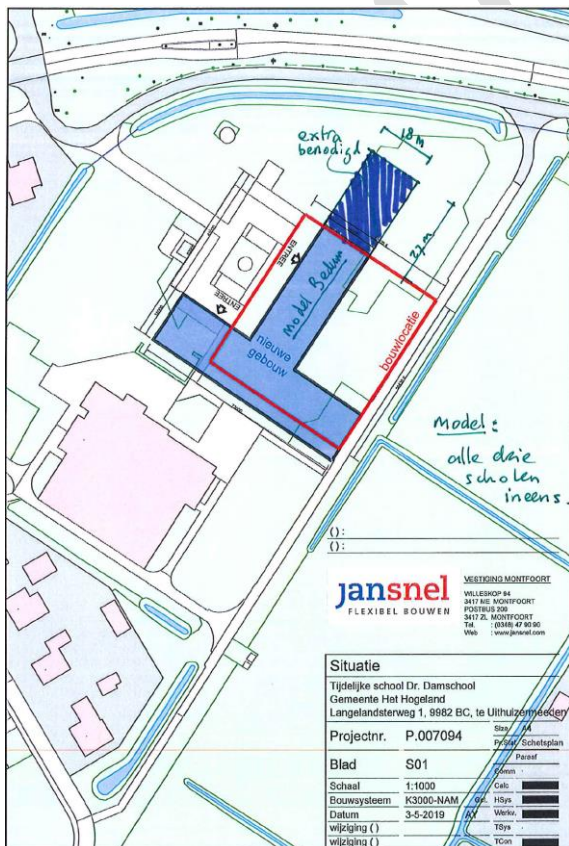 extra
benodigd
18 m
27 m
ENTREE
ENTREE
Model Bedum
nieuwe
gebouw
bouwlocatie
Model:
alle drie
scholen
ineens.
( ):
( ):
jansnel
FLEXIBEL BOUWEN
VESTIGING MONTFOORT
WILLESKOP 94
3417 ME MONTFOORT
POSTBUS 200
3417 ZL MONTFOORT
Tel. : (0348) 47 90 90
Web : www.jansnel.com
Situatie
Tijdelijke school Dr. Damschool
Gemeente Het Hogeland
Langelandsterweg 1, 9982 BC, te Uithuizermeeden
Projectnr. P.007094
Size A4
Schetsplan
Blad S01
Paraaf
Comm
Schaal 1:1000
Calc
Bouwsysteem K3000-NAM
HSys
Datum 3-5-2019
Werkv.
wijziging ( )
TSys
wijziging ( )
TCon